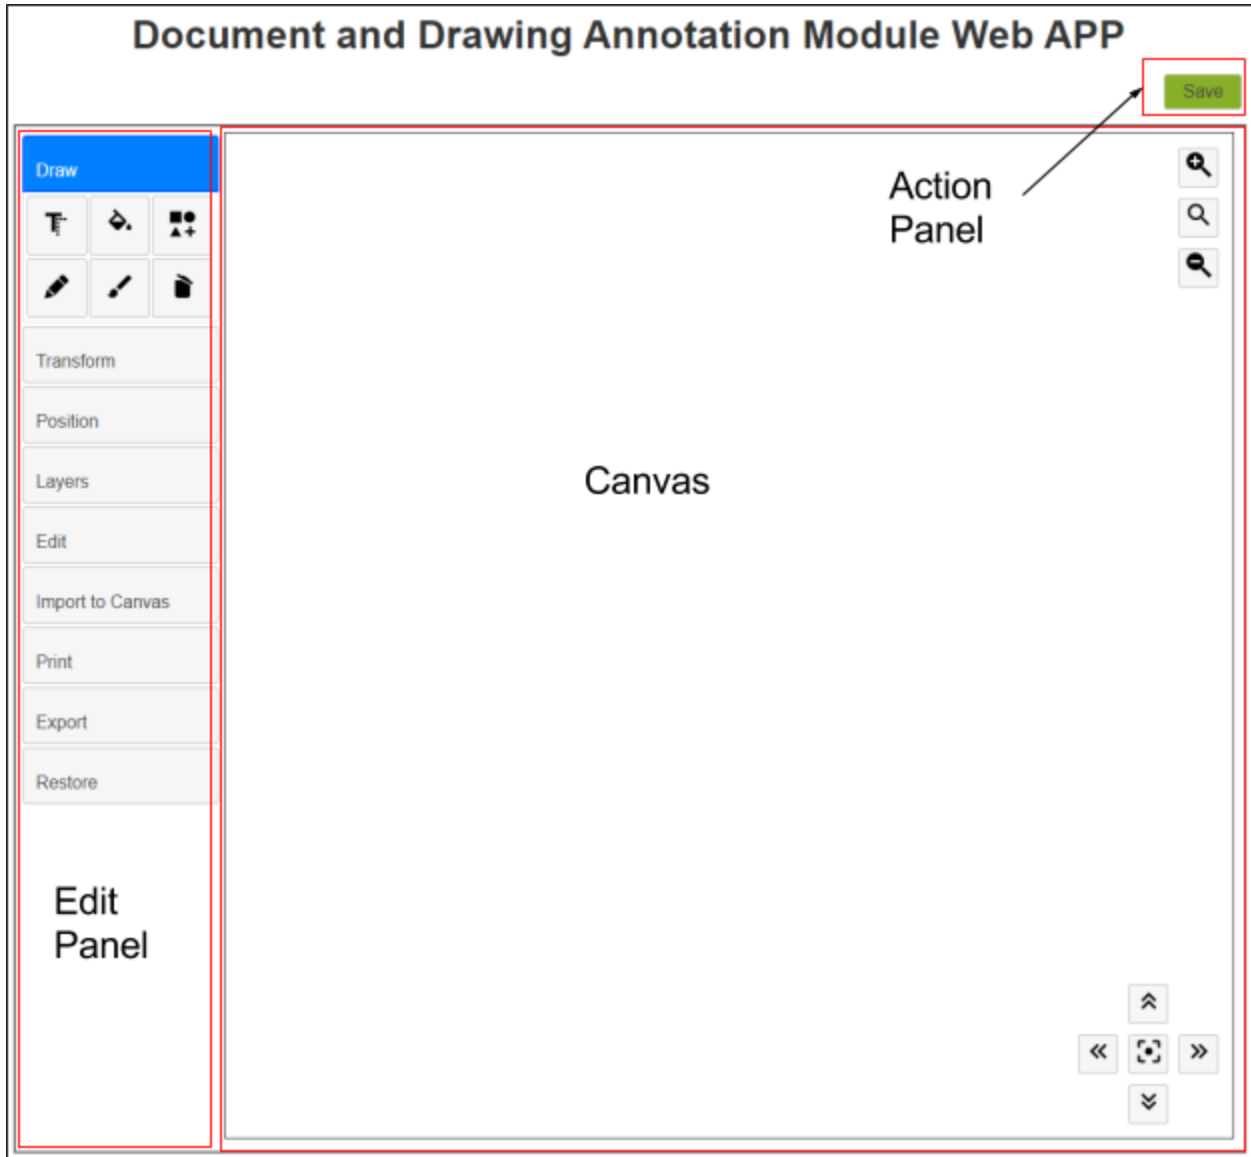 Document and Drawing Annotation Module Web APP
Save
Draw
Action
Panel
Transform
Position
Layers
Canvas
Edit
Import to Canvas
Print
Export
Restore
Edit
Panel